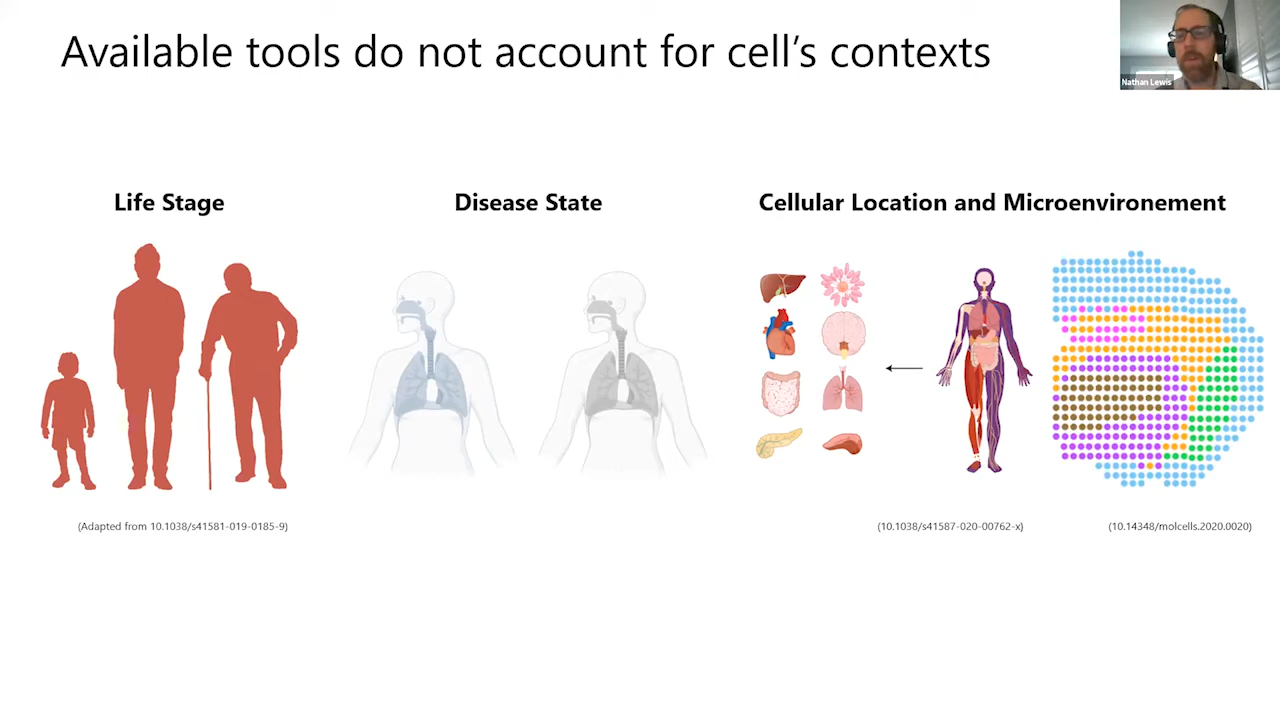 Available tools do not account for cell's contexts
Nathan Lewis
Life Stage
Disease State
Cellular Location and Microenvironement
(Adapted from 10.1038/s41581-019-0185-9)
(10.1038/s41587-020-00762-x)
(10.14348/molcells.2020.0020)